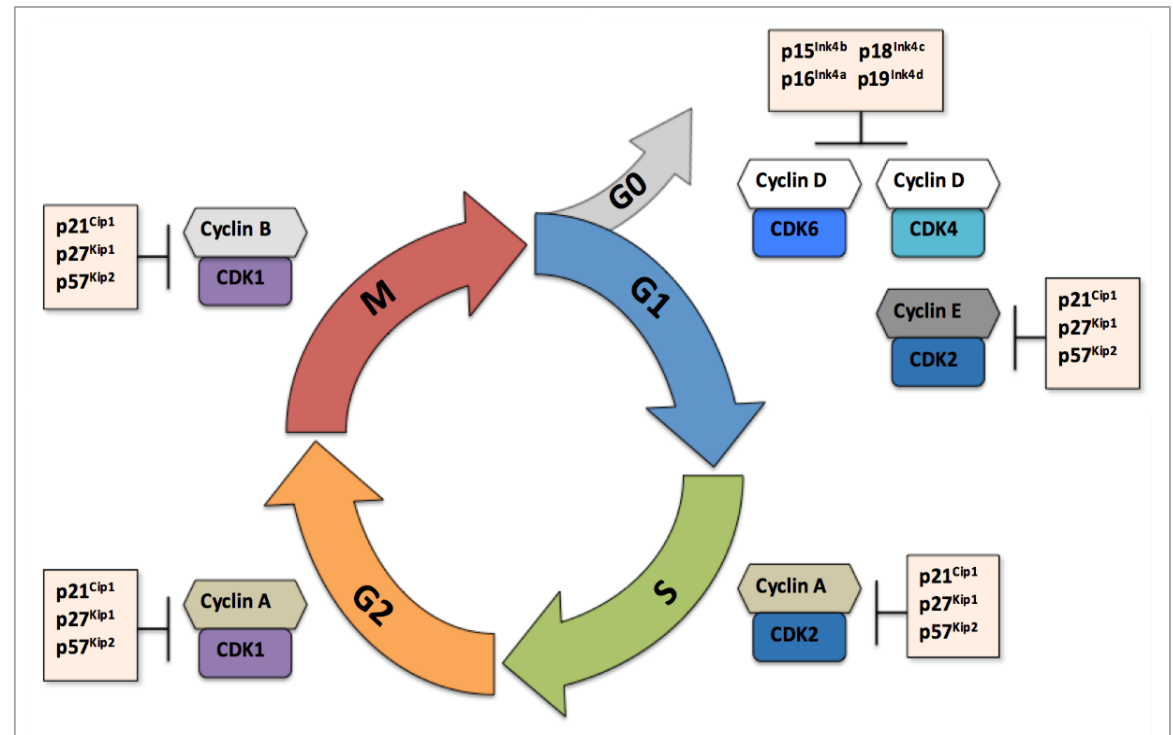 p15Ink4b p18Ink4c
p16Ink4a p19Ink4d
G0
Cyclin D
CDK6
Cyclin D
CDK4
p21Cip1
p27Kip1
p57Kip2
Cyclin B
CDK1
M
G1
Cyclin E
CDK2
p21Cip1
p27Kip1
p57Kip2
p21Cip1
p27Kip1
p57Kip2
Cyclin A
CDK1
G2
S
Cyclin A
CDK2
p21Cip1
p27Kip1
p57Kip2